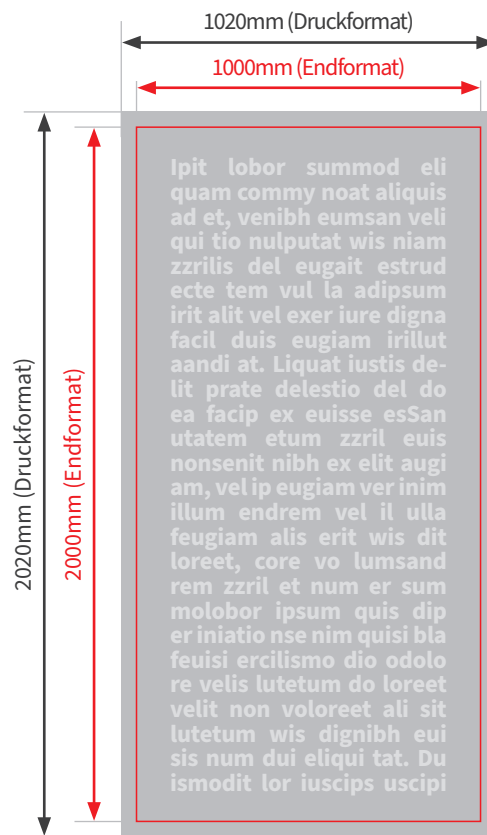 1020mm (Druckformat)
1000mm (Endformat)
2020mm (Druckformat)
2000mm (Endformat)
Ipit lobor summod eli
quam commy noat aliquis
ad et, venibh eumsan veli
qui tio nulputat wis niam
zzrilis del eugait estrud
ecte tem vul la adipsum
irit alit vel exer iure digna
facil duis eugiam irillut
aandi at. Liquat iustis de-
lit prate delestio del do
ea facip ex euisse esSan
utatem etum zzril euis
nonsenit nibh ex elit augi
am, vel ip eugiam ver inim
illum endrem vel il ulla
feugiam alis erit wis dit
loreet, core vo lumsand
rem zzril et num er sum
molobor ipsum quis dip
er iniatio nse nim quisi bla
feuisi ercilismo dio odolo
re velis lutetum do loreet
velit non voloreet ali sit
lutetum wis dignibh eui
sis num dui eliqui tat. Du
ismodit lor iuscips uscipi